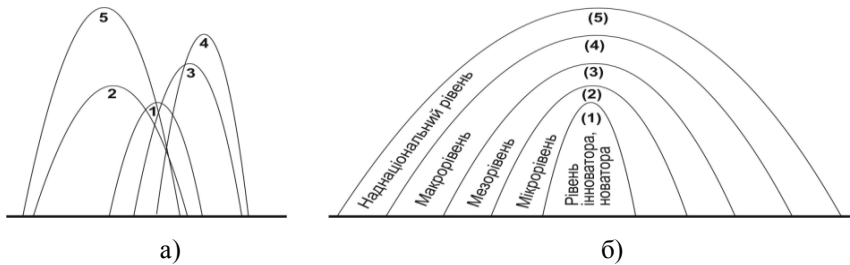 5
4
3
2
1
а)
(5)
(4)
(3)
(2)
(1)
Наднаціональний рівень
Макрорівень
Мезорівень
Мікрорівень
Рівень
інноватора,
новатора
б)